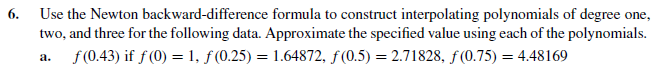 6. Use the Newton backward-difference formula to construct interpolating polynomials of degree one,
two, and three for the following data. Approximate the specified value using each of the polynomials.
a. f(0.43) if f(0) = 1, f(0.25) = 1.64872, f(0.5) = 2.71828, f(0.75) = 4.48169